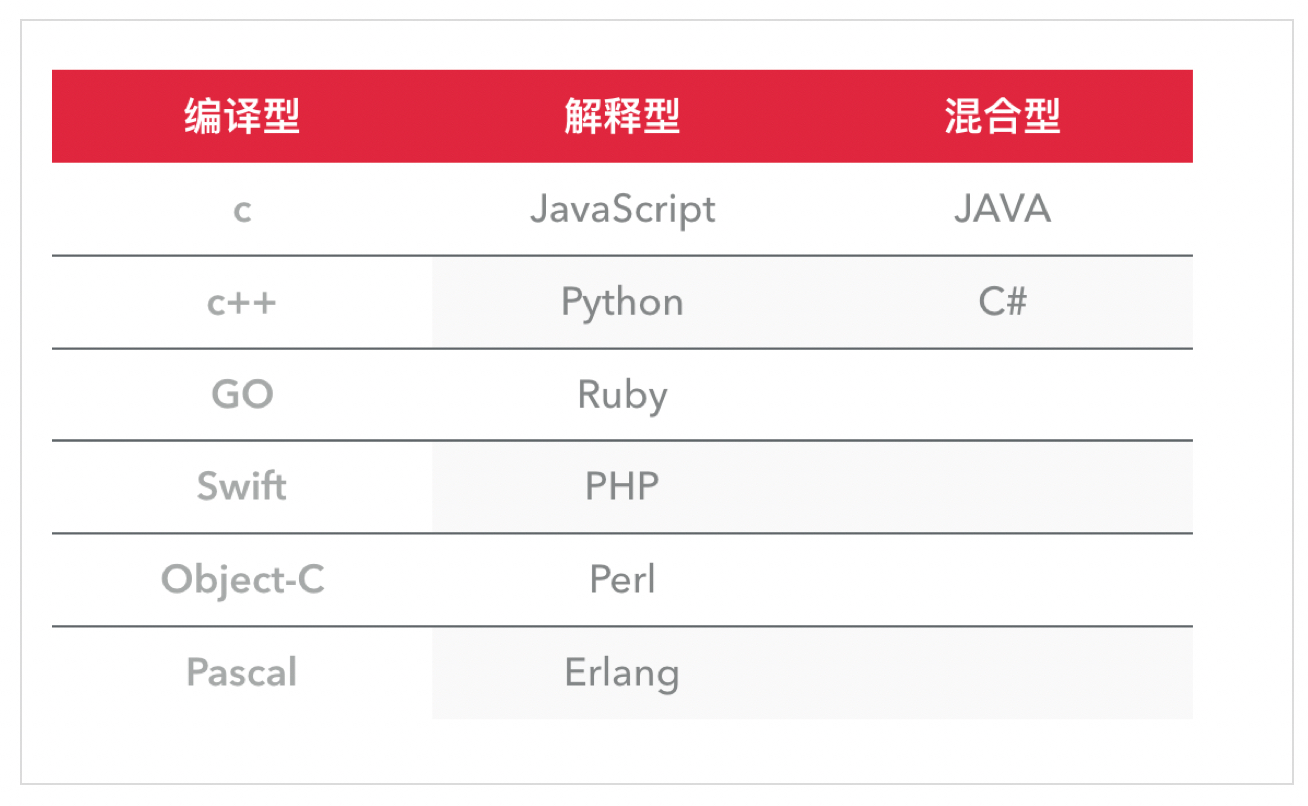 编译型 解释型 混合型
c JavaScript JAVA
c++ Python C#
GO Ruby
Swift PHP
Object-C Perl
Pascal Erlang